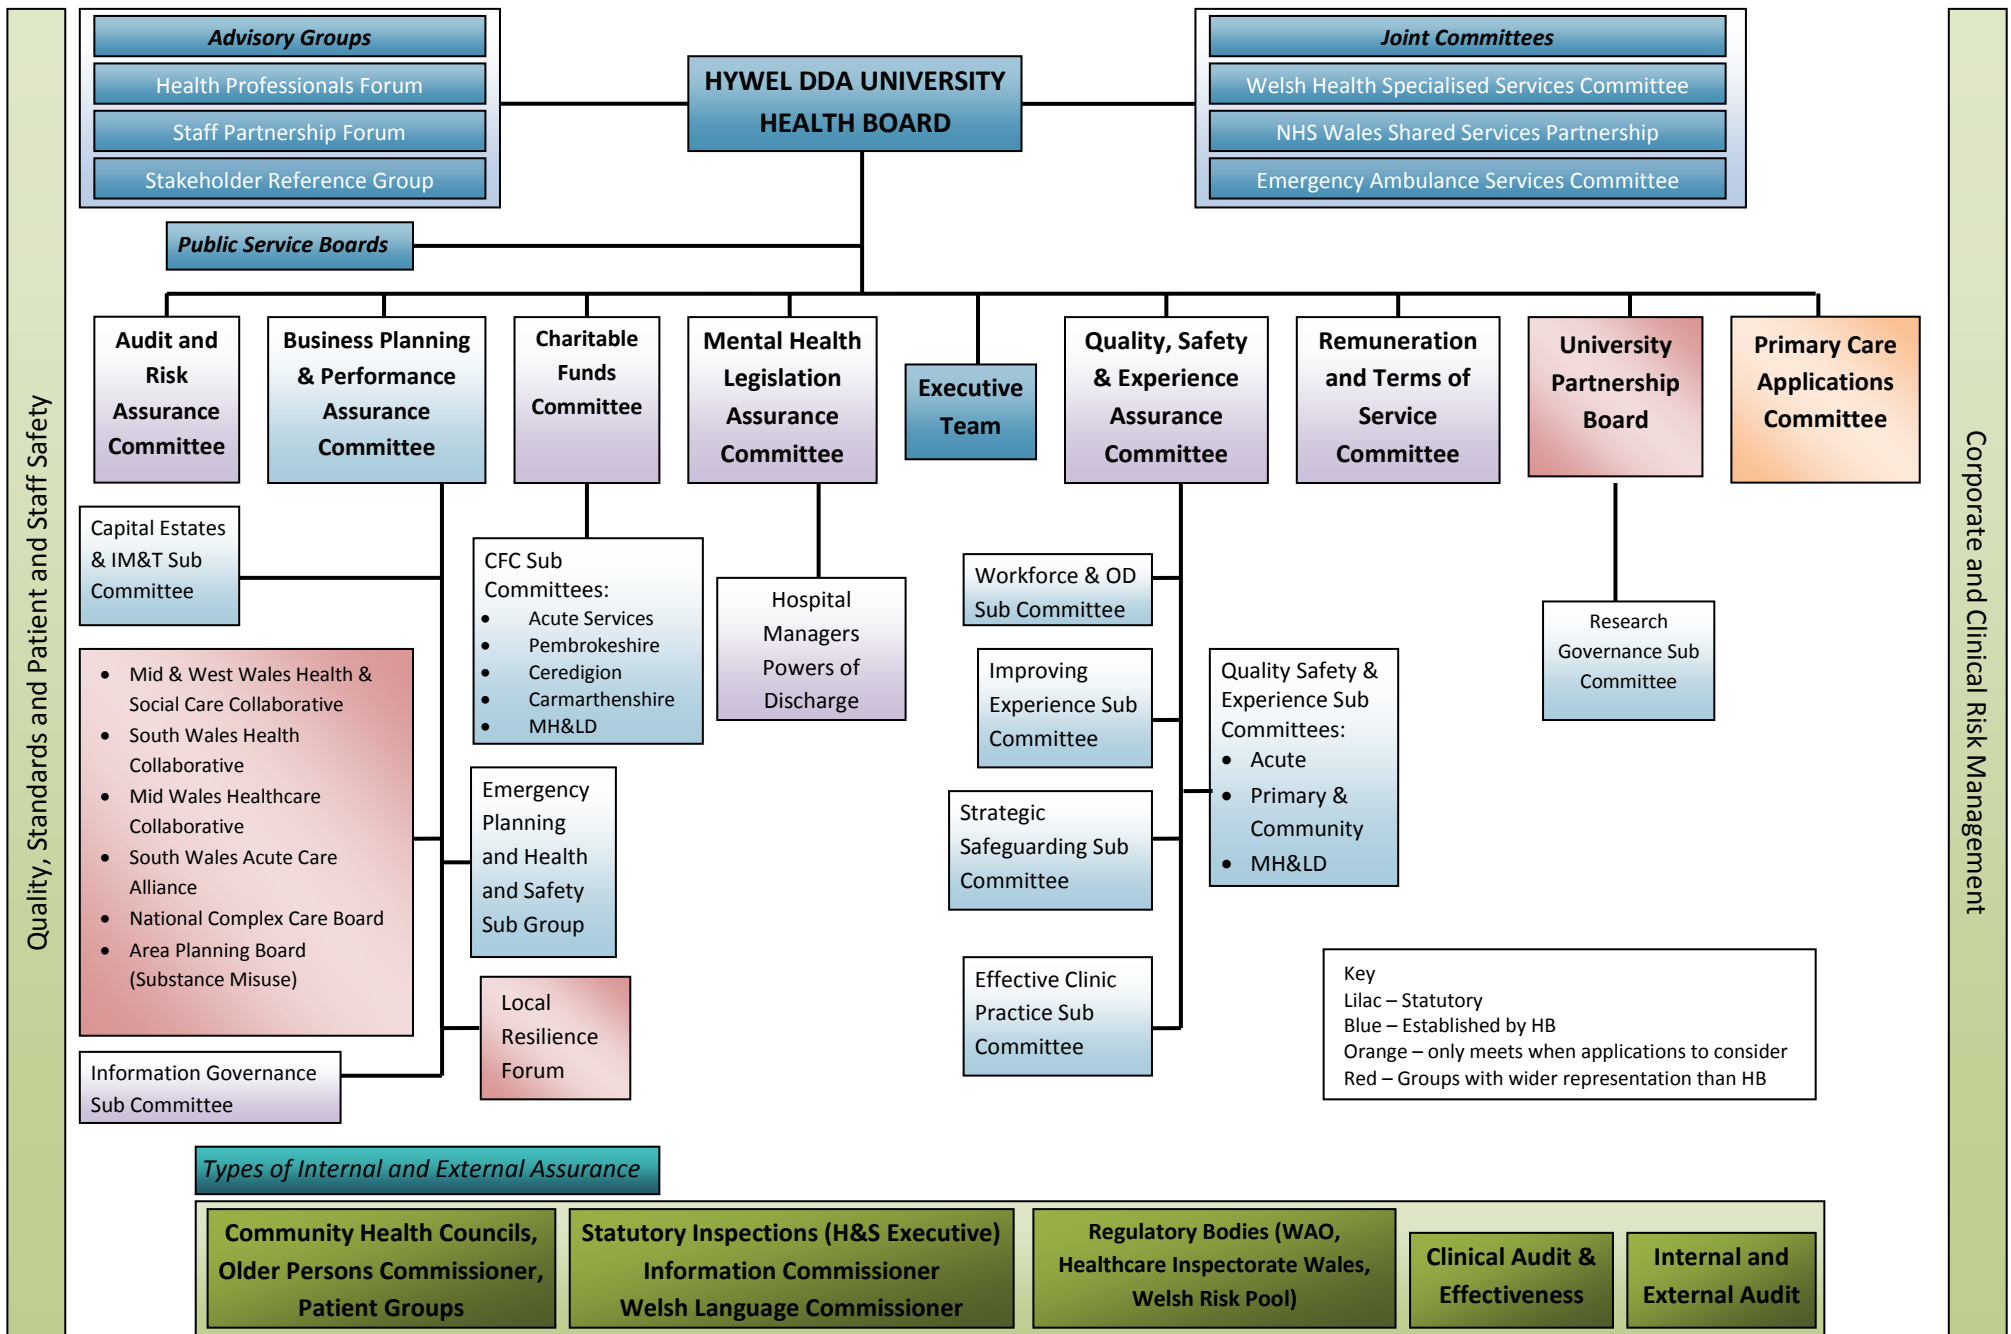 Quality, Standards and Patient and Staff Safety
Advisory Groups
Health Professionals Forum
Staff Partnership Forum
Stakeholder Reference Group
HYWEL DDA UNIVERSITY
HEALTH BOARD
Joint Committees
Welsh Health Specialised Services Committee
NHS Wales Shared Services Partnership
Emergency Ambulance Services Committee
Corporate and Clinical Risk Management
Public Service Boards
Audit and
Risk
Assurance
Committee
Business Planning
& Performance
Assurance
Committee
Charitable
Funds
Committee
Mental Health
Legislation
Assurance
Committee
Executive
Team
Quality, Safety
& Experience
Assurance
Committee
Remuneration
and Terms of
Service
Committee
University
Partnership
Board
Primary Care
Applications
Committee
Capital Estates
& IM&T Sub
Committee
• Mid & West Wales Health &
Social Care Collaborative
• South Wales Health
Collaborative
• Mid Wales Healthcare
Collaborative
• South Wales Acute Care
Alliance
• National Complex Care Board
• Area Planning Board
(Substance Misuse)
Information Governance
Sub Committee
CFC Sub
Committees:
• Acute Services
• Pembrokeshire
• Ceredigion
• Carmarthenshire
• MH&LD
Emergency
Planning
and Health
and Safety
Sub Group
Local
Resilience
Forum
Hospital
Managers
Powers of
Discharge
Workforce & OD
Sub Committee
Improving
Experience Sub
Committee
Strategic
Safeguarding Sub
Committee
Effective Clinic
Practice Sub
Committee
Quality Safety &
Experience Sub
Committees:
• Acute
• Primary &
Community
• MH&LD
Research
Governance Sub
Committee
Key
Lilac – Statutory
Blue – Established by HB
Orange – only meets when applications to consider
Red – Groups with wider representation than HB
Types of Internal and External Assurance
Community Health Councils,
Older Persons Commissioner,
Patient Groups
Statutory Inspections (H&S Executive)
Information Commissioner
Welsh Language Commissioner
Regulatory Bodies (WAO,
Healthcare Inspectorate Wales,
Welsh Risk Pool)
Clinical Audit &
Effectiveness
Internal and
External Audit